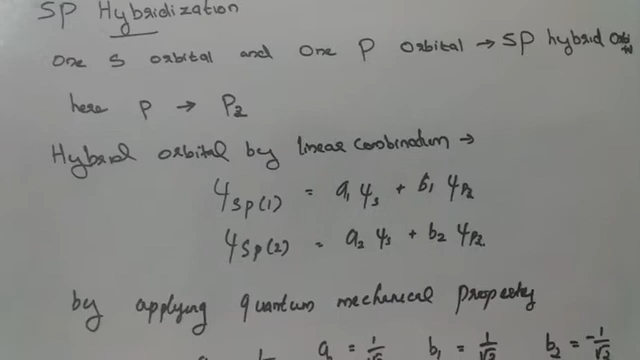 SP Hybridization
one s orbital and one P orbital → SP hybrid orbital
here P → Pz
Hybrid orbital by linear combination →
Ψsp(1) = a₁ Ψs + b₁ Ψpz
Ψsp(2) = a₂ Ψs + b₂ Ψpz
by applying quantum mechanical property
b₁ = 1/√2 b₂ = -1/√2